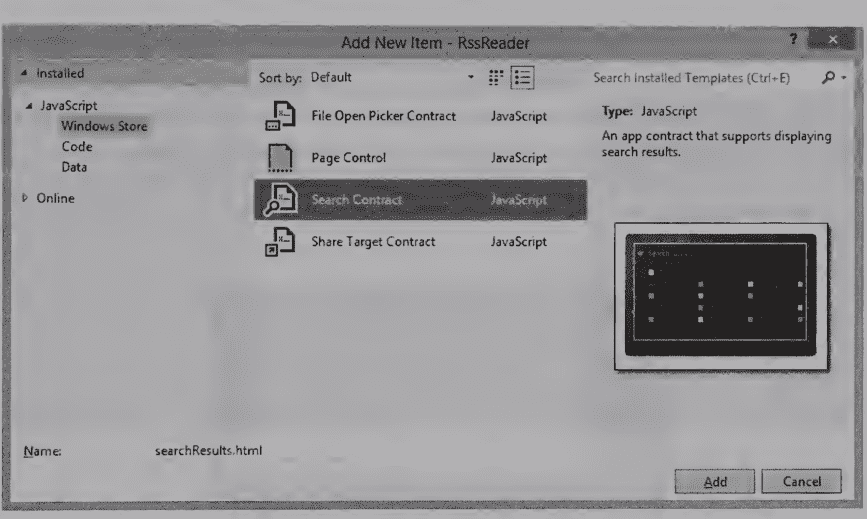 Add New Item - RssReader
?
Installed
Sort by: Default
Search Installed Templates (Ctrl+E)
JavaScript
Windows Store
Code
Data
Online
File Open Picker Contract JavaScript
Page Control JavaScript
Search Contract JavaScript
Share Target Contract JavaScript
Type: JavaScript
An app contract that supports displaying
search results.
Name: searchResults.html
Add
Cancel